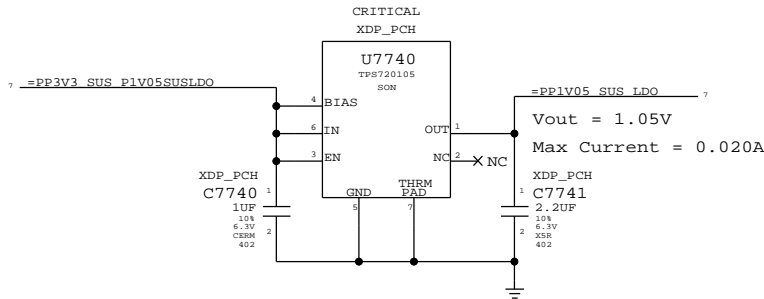 CRITICAL
XDP_PCH
U7740
TPS720105
SON
7 =PP3V3_SUS_P1V05SUSLDO
=PP1V05_SUS_LDO 7
4 BIAS
6 IN
3 EN
OUT 1
NC 2 NC
GND
5
THRM
PAD
7
Vout = 1.05V
Max Current = 0.020A
XDP_PCH
C7740 1
1UF
10%
6.3V
CERM
402
2
XDP_PCH
1 C7741
2.2UF
10%
6.3V
X5R
402
2